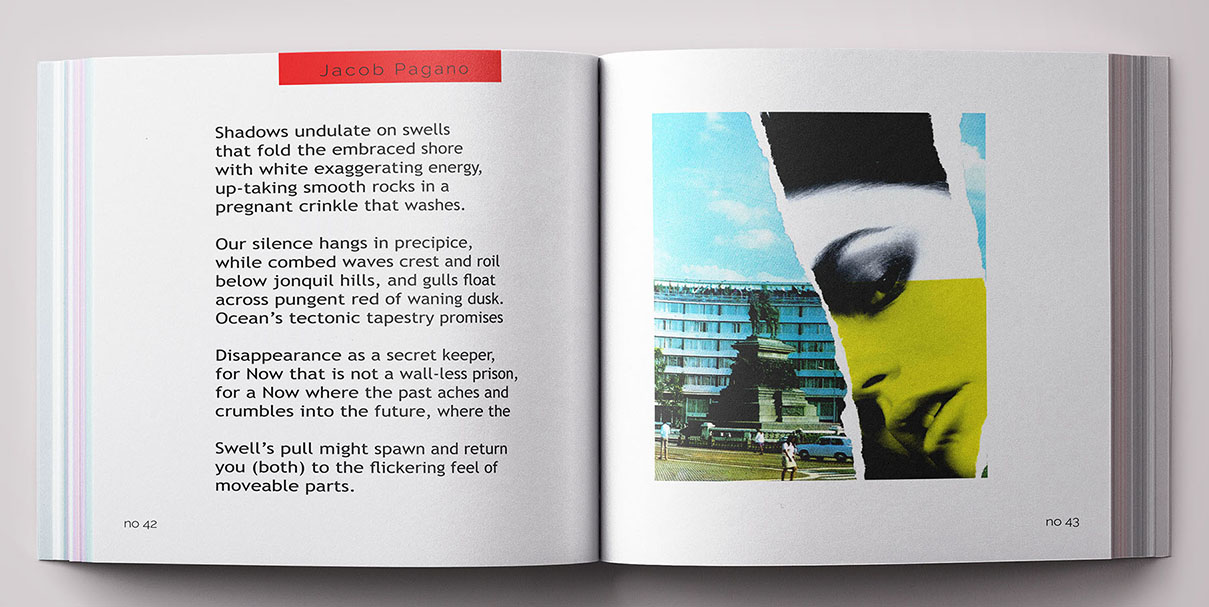 Jacob Pagano
Shadows undulate on swells
that fold the embraced shore
with white exaggerating energy,
up-taking smooth rocks in a
pregnant crinkle that washes.
Our silence hangs in precipice,
while combed waves crest and roil
below jonquil hills, and gulls float
across pungent red of waning dusk.
Ocean's tectonic tapestry promises
Disappearance as a secret keeper,
for Now that is not a wall-less prison,
for a Now where the past aches and
crumbles into the future, where the
Swell's pull might spawn and return
you (both) to the flickering feel of
moveable parts.
no 42
no 43